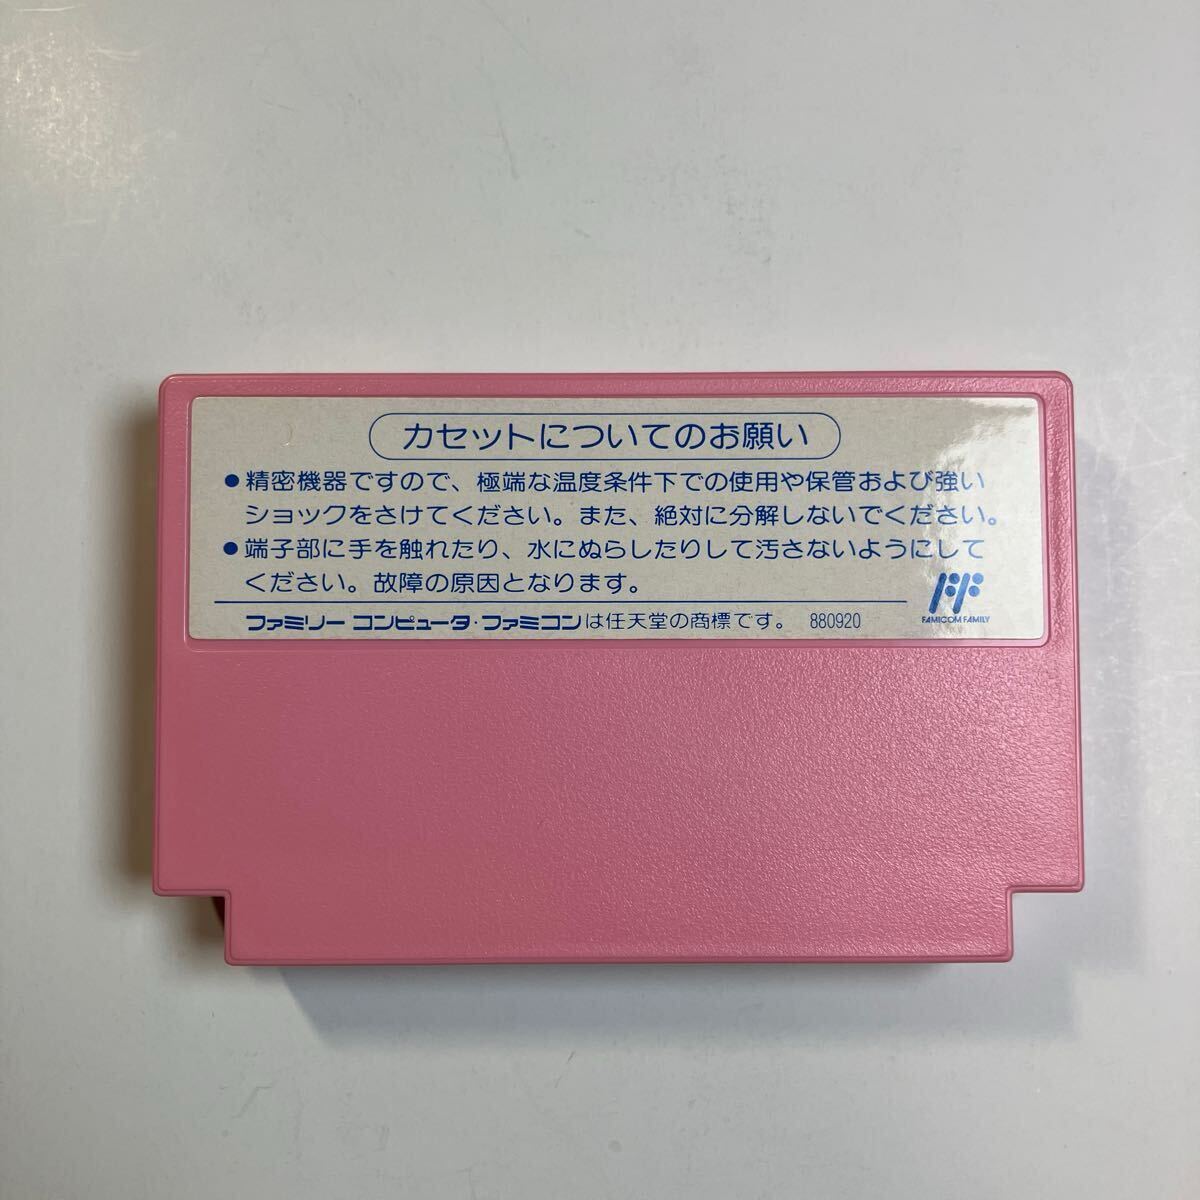 カセットについてのお願い
●精密機器ですので、極端な温度条件下での使用や保管および強い
ショックをさけてください。また、絶対に分解しないでください。
●端子部に手を触れたり、水にぬらしたりして汚さないようにして
ください。故障の原因となります。
ファミリー コンピュータ・ファミコンは任天堂の商標です。 880920
FF
FAMICOM FAMILY